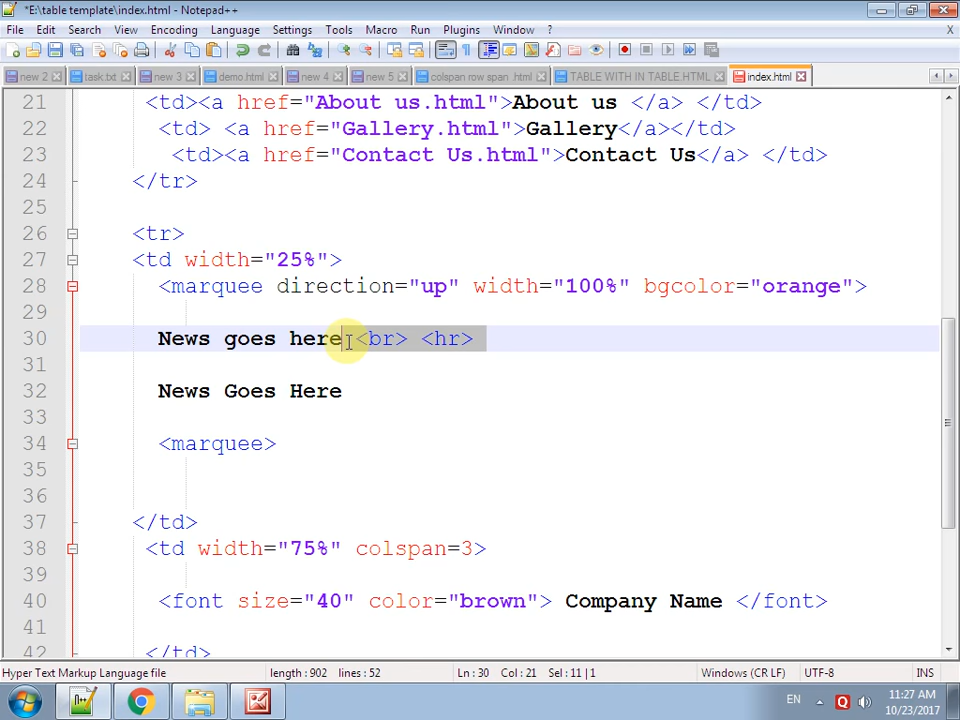 *E:\table template\index.html - Notepad++
File Edit Search View Encoding Language Settings Tools Macro Run Plugins Window ? X
new 2 task.txt new 3 demo.html new 4 new 5 colspan row span .html TABLE WITH IN TABLE.HTML index.html
21 <td><a href="About us.html">About us </a> </td>
22 <td> <a href="Gallery.html">Gallery</a></td>
23 <td><a href="Contact Us.html">Contact Us</a> </td>
24 </tr>
25
26 <tr>
27 <td width="25%">
28 <marquee direction="up" width="100%" bgcolor="orange">
29
30 News goes here <br> <hr>
31
32 News Goes Here
33
34 <marquee>
35
36
37 </td>
38 <td width="75%" colspan=3>
39
40 <font size="40" color="brown"> Company Name </font>
41
42 </td>
Hyper Text Markup Language file length : 902 lines : 52 Ln : 30 Col : 21 Sel : 11 | 1 Windows (CR LF) UTF-8 INS
EN 11:27 AM
10/23/2017